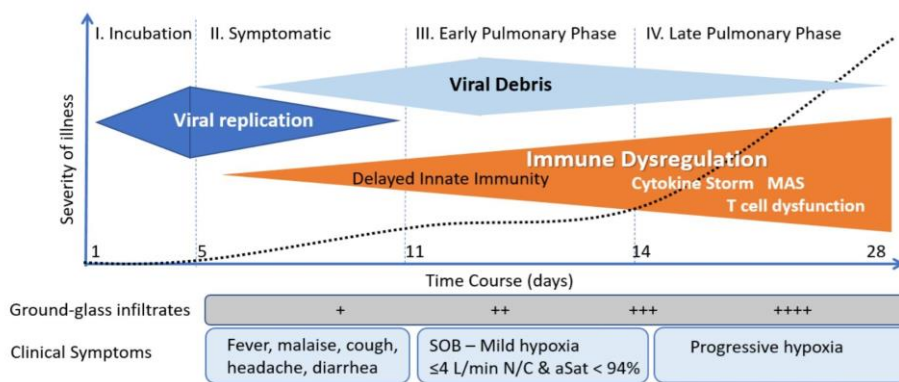 I. Incubation II. Symptomatic III. Early Pulmonary Phase IV. Late Pulmonary Phase
Viral Debris
Viral replication
Immune Dysregulation
Delayed Innate Immunity
Cytokine Storm MAS
T cell dysfunction
Severity of illness
1 5 11 14 28
Time Course (days)
Ground-glass infiltrates + ++ +++ ++++
Clinical Symptoms
Fever, malaise, cough,
headache, diarrhea
SOB – Mild hypoxia
≤4 L/min N/C & aSat < 94%
Progressive hypoxia